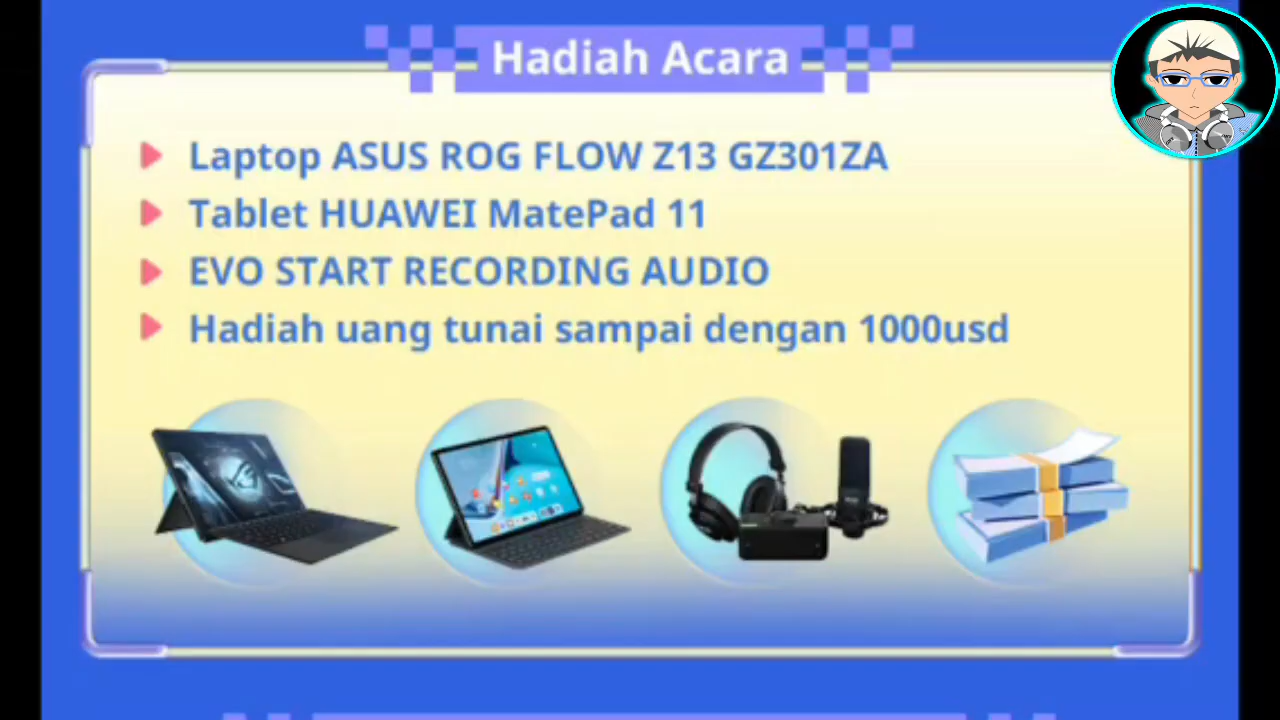 Hadiah Acara
Laptop ASUS ROG FLOW Z13 GZ301ZA
Tablet HUAWEI MatePad 11
EVO START RECORDING AUDIO
Hadiah uang tunai sampai dengan 1000usd